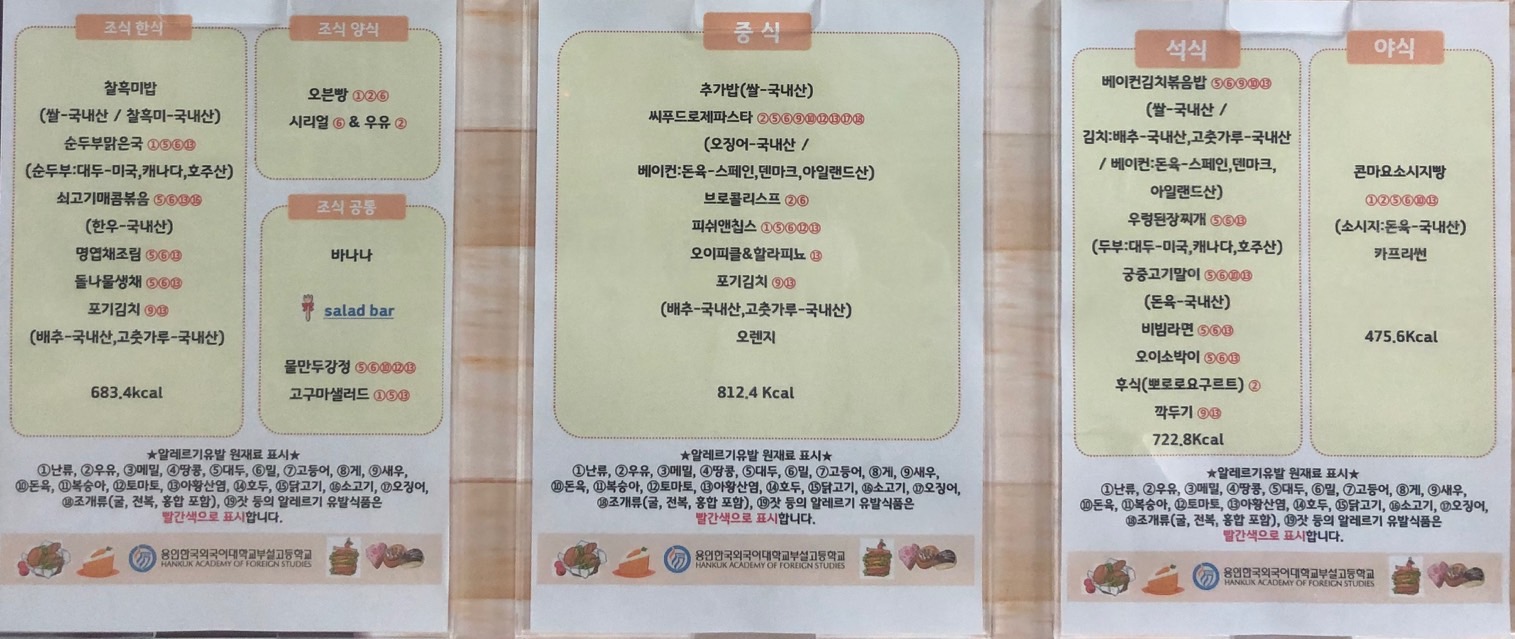 조식 한식
찰흑미밥
(쌀-국내산 / 찰흑미-국내산)
순두부맑은국 ①⑤⑥⑬
(순두부:대두-미국,캐나다,호주산)
쇠고기매콤볶음 ⑤⑥⑬⑯
(한우-국내산)
명엽채조림 ⑤⑥⑬
돌나물생채 ⑤⑥⑬
포기김치 ⑨⑬
(배추-국내산,고춧가루-국내산)
683.4kcal
조식 양식
오븐빵 ①②⑥
시리얼 ⑥ & 우유 ②
조식 공통
바나나
salad bar
물만두강정 ⑤⑥⑩⑫⑬
고구마샐러드 ①⑤⑬
★알레르기유발 원재료 표시★
①난류, ②우유, ③메밀, ④땅콩, ⑤대두, ⑥밀, ⑦고등어, ⑧게, ⑨새우,
⑩돈육, ⑪복숭아, ⑫토마토, ⑬아황산염, ⑭호두, ⑮닭고기, ⑯소고기, ⑰오징어,
⑱조개류(굴, 전복, 홍합 포함), ⑲잣 등의 알레르기 유발식품은
빨간색으로 표시합니다.
용인한국외국어대학교부설고등학교
HANKUK ACADEMY OF FOREIGN STUDIES
중 식
추가밥(쌀-국내산)
씨푸드로제파스타 ②⑤⑥⑨⑩⑫⑬⑰⑱
(오징어-국내산 /
베이컨:돈육-스페인,덴마크,아일랜드산)
브로콜리스프 ②⑥
피쉬앤칩스 ①⑤⑥⑫⑬
오이피클&할라피뇨 ⑬
포기김치 ⑨⑬
(배추-국내산,고춧가루-국내산)
오렌지
812.4 Kcal
★알레르기유발 원재료 표시★
①난류, ②우유, ③메밀, ④땅콩, ⑤대두, ⑥밀, ⑦고등어, ⑧게, ⑨새우,
⑩돈육, ⑪복숭아, ⑫토마토, ⑬아황산염, ⑭호두, ⑮닭고기, ⑯소고기, ⑰오징어,
⑱조개류(굴, 전복, 홍합 포함), ⑲잣 등의 알레르기 유발식품은
빨간색으로 표시합니다.
용인한국외국어대학교부설고등학교
HANKUK ACADEMY OF FOREIGN STUDIES
석식
베이컨김치볶음밥 ⑤⑥⑨⑩⑬
(쌀-국내산 /
김치:배추-국내산,고춧가루-국내산
/ 베이컨:돈육-스페인,덴마크,
아일랜드산)
우렁된장찌개 ⑤⑥⑬
(두부:대두-미국,캐나다,호주산)
궁중고기말이 ⑤⑥⑩⑬
(돈육-국내산)
비빔라면 ⑤⑥⑬
오이소박이 ⑤⑥⑬
후식(뽀로로요구르트) ②
깍두기 ⑨⑬
722.8Kcal
야식
콘마요소시지빵
①②⑤⑥⑩⑬
(소시지:돈육-국내산)
카프리썬
475.6Kcal
★알레르기유발 원재료 표시★
①난류, ②우유, ③메밀, ④땅콩, ⑤대두, ⑥밀, ⑦고등어, ⑧게, ⑨새우,
⑩돈육, ⑪복숭아, ⑫토마토, ⑬아황산염, ⑭호두, ⑮닭고기, ⑯소고기, ⑰오징어,
⑱조개류(굴, 전복, 홍합 포함), ⑲잣 등의 알레르기 유발식품은
빨간색으로 표시합니다.
용인한국외국어대학교부설고등학교
HANKUK ACADEMY OF FOREIGN STUDIES